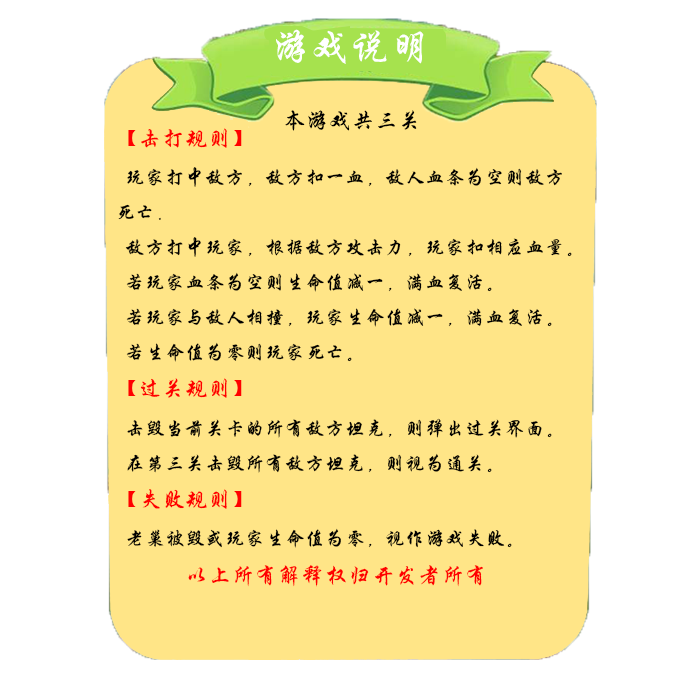 游戏说明
本游戏共三关
【击打规则】
玩家打中敌方，敌方扣一血，敌人血条为空则敌方
死亡.
敌方打中玩家，根据敌方攻击力，玩家扣相应血量。
若玩家血条为空则生命值减一，满血复活。
若玩家与敌人相撞，玩家生命值减一，满血复活。
若生命值为零则玩家死亡。
【过关规则】
击毁当前关卡的所有敌方坦克，则弹出过关界面。
在第三关击毁所有敌方坦克，则视为通关。
【失败规则】
老巢被毁或玩家生命值为零，视作游戏失败。
以上所有解释权归开发者所有